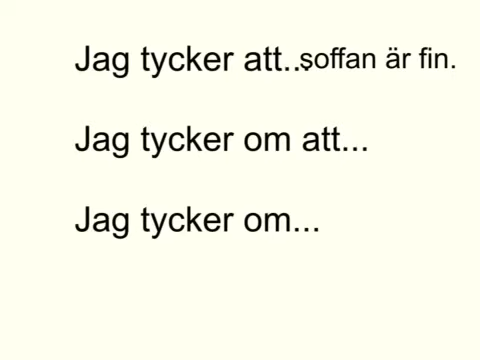 Jag tycker att... soffan är fin.
Jag tycker om att...
Jag tycker om...